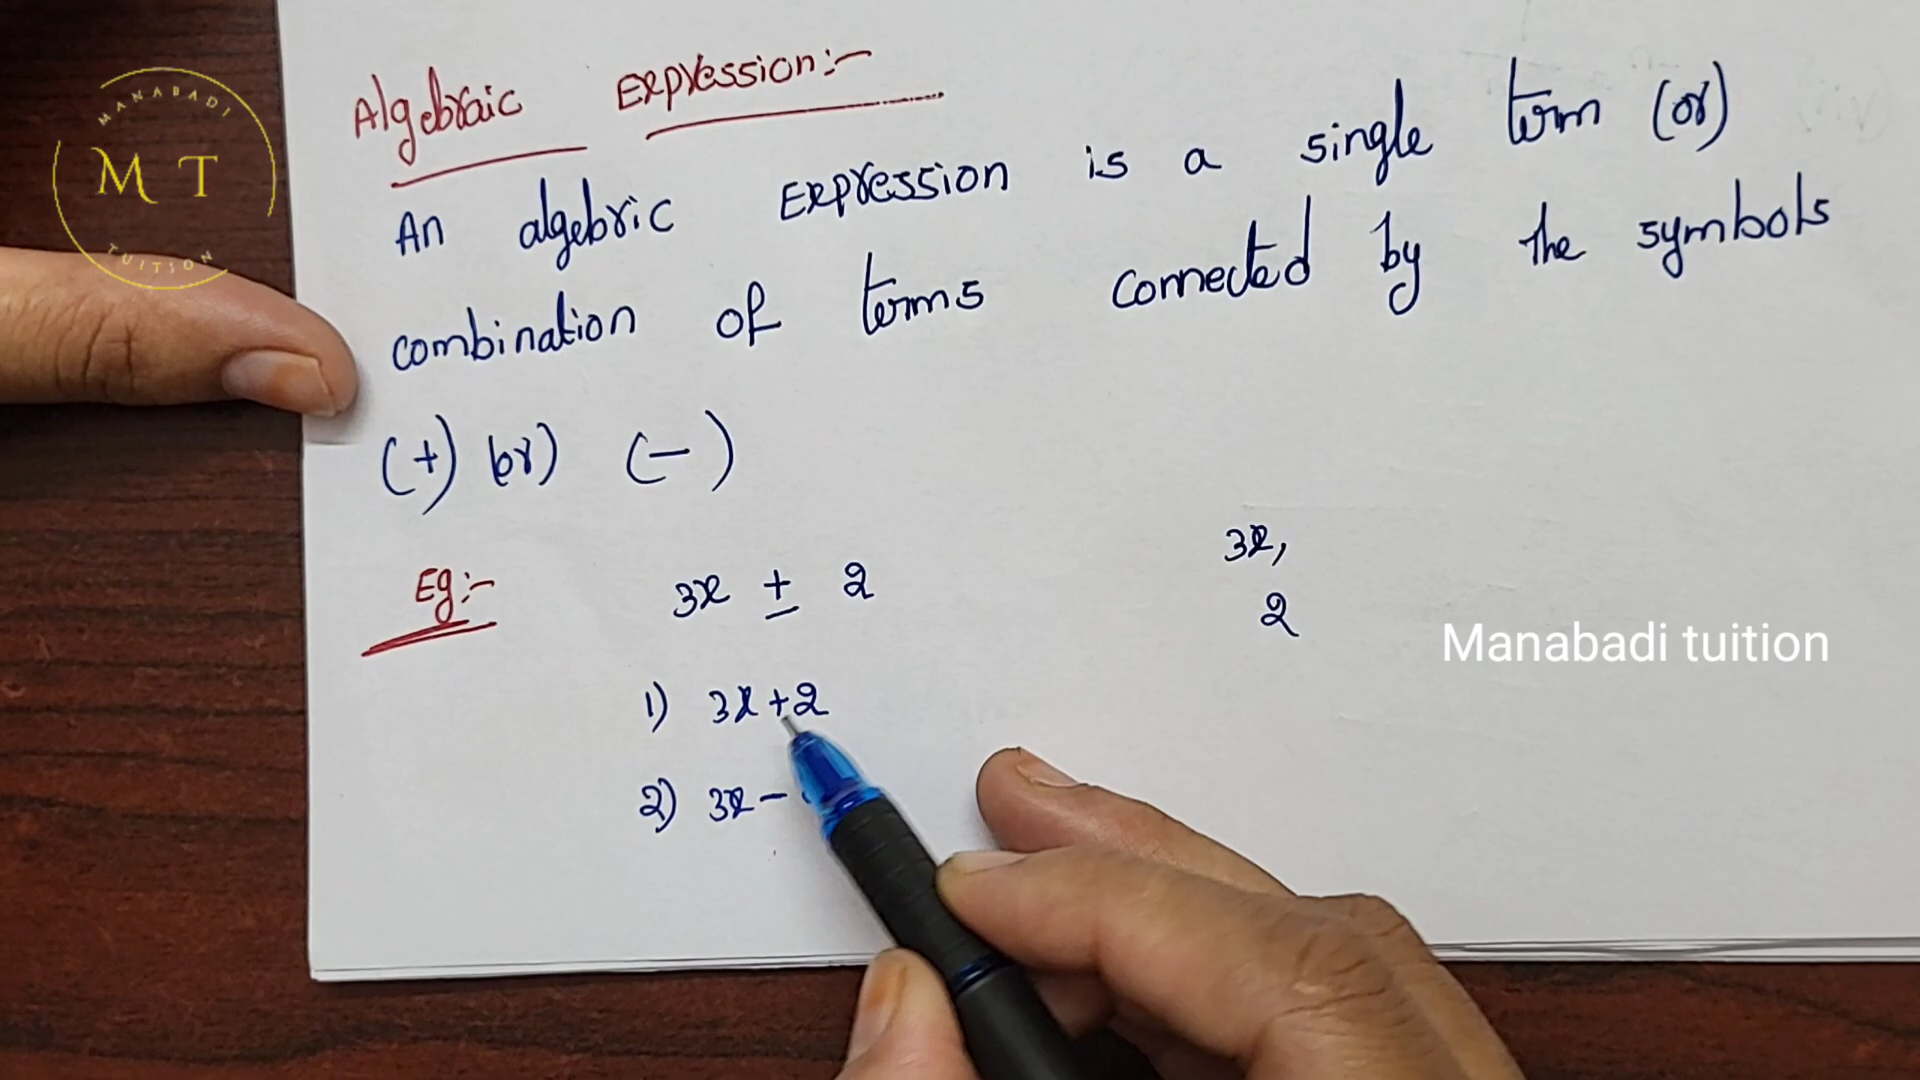 MANABADI
M T
TUITION
Algebraic Expression:-
An algebric Expression is a single term (or)
combination of terms connected by the symbols
(+) (or) (-)
Eg:- 3x + 2 3x,
2
Manabadi tuition
1) 3x+2
2) 3x-